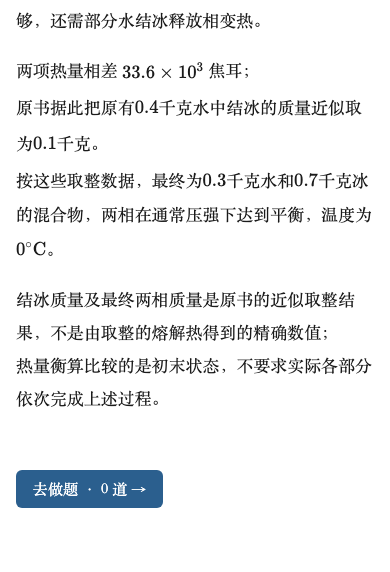 够，还需部分水结冰释放相变热。
两项热量相差 33.6 × 10³ 焦耳；
原书据此把原有0.4千克水中结冰的质量近似取
为0.1千克。
按这些取整数据，最终为0.3千克水和0.7千克冰
的混合物，两相在通常压强下达到平衡，温度为
0°C。
结冰质量及最终两相质量是原书的近似取整结
果，不是由取整的熔解热得到的精确数值；
热量衡算比较的是初末状态，不要求实际各部分
依次完成上述过程。
去做题 · 0 道 →